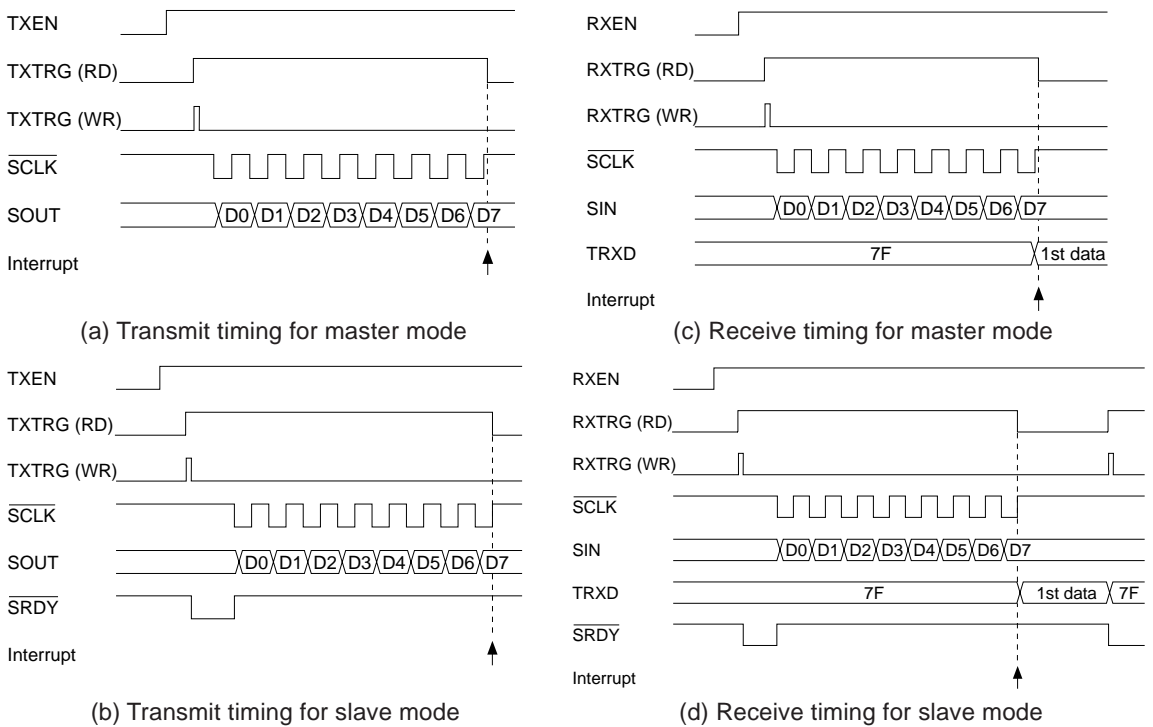 TXEN
TXTRG (RD)
TXTRG (WR)
SCLK
SOUT D0 D1 D2 D3 D4 D5 D6 D7
Interrupt
(a) Transmit timing for master mode
RXEN
RXTRG (RD)
RXTRG (WR)
SCLK
SIN D0 D1 D2 D3 D4 D5 D6 D7
TRXD 7F 1st data
Interrupt
(c) Receive timing for master mode
TXEN
TXTRG (RD)
TXTRG (WR)
SCLK
SOUT D0 D1 D2 D3 D4 D5 D6 D7
SRDY
Interrupt
(b) Transmit timing for slave mode
RXEN
RXTRG (RD)
RXTRG (WR)
SCLK
SIN D0 D1 D2 D3 D4 D5 D6 D7
TRXD 7F 1st data 7F
SRDY
Interrupt
(d) Receive timing for slave mode